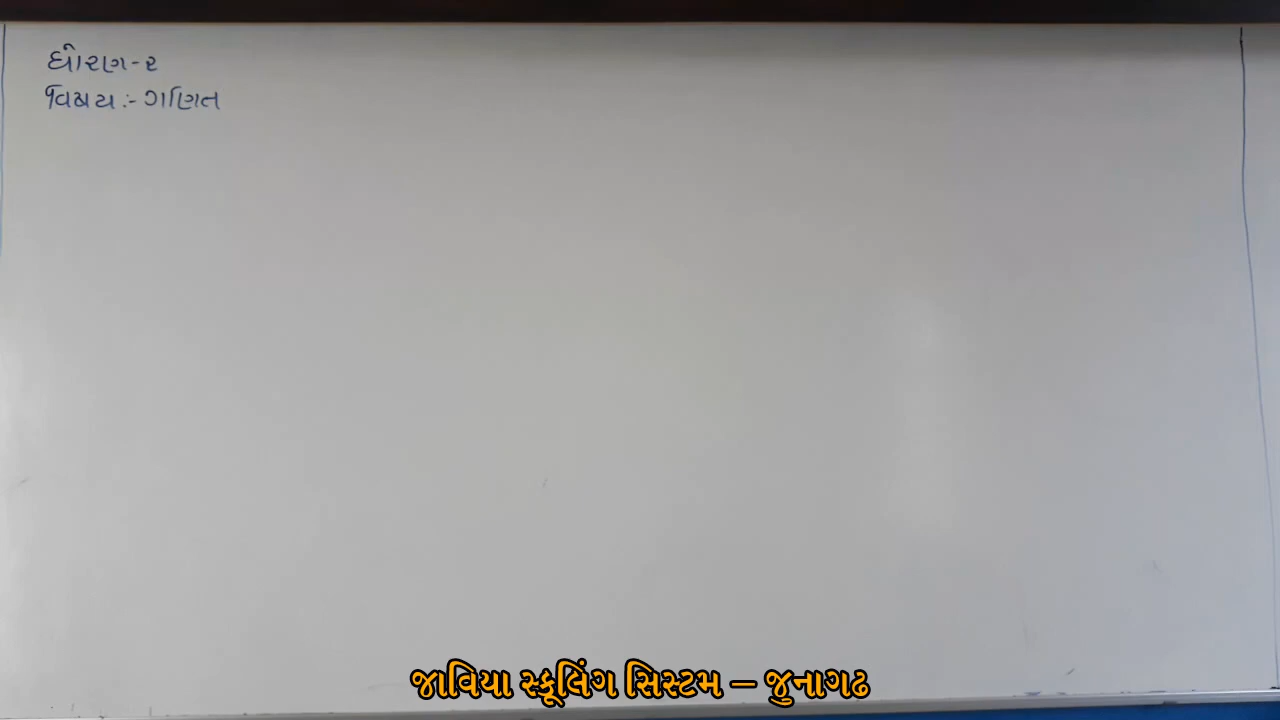 ધોરણ-૨
વિષય :- ગણિત
જાવિયા સ્કૂલિંગ સિસ્ટમ – જુનાગઢ